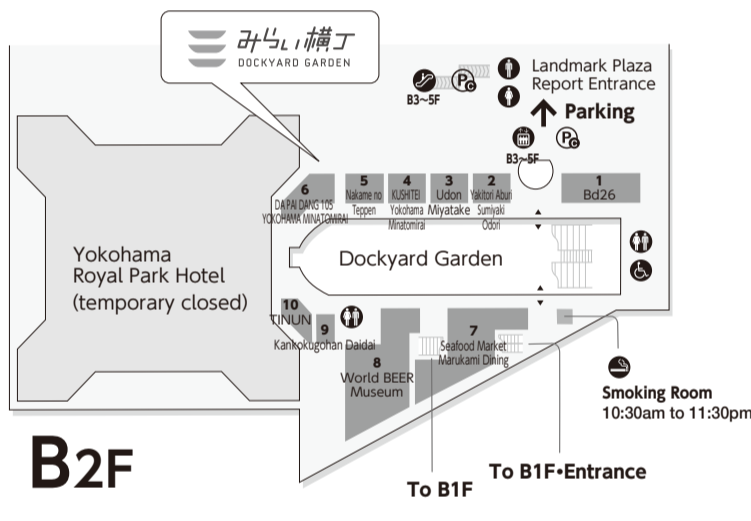 みらい横丁
DOCKYARD GARDEN
B3~5F
P
C
Landmark Plaza
Report Entrance
Parking
B3~5F
P
C
6
DA PAI DANG 105
YOKOHAMA MINATOMIRAI
5
Nakame no
Teppen
4
KUSHITEI
Yokohama
Minatomirai
3
Udon
Miyatake
2
Yakitori Aburi
Sumiyaki
Odori
1
Bd26
Yokohama
Royal Park Hotel
(temporary closed)
Dockyard Garden
10
TINUN
9
Kankokugohan Daidai
8
World BEER
Museum
7
Seafood Market
Marukami Dining
Smoking Room
10:30am to 11:30pm
To B1F
To B1F•Entrance
B2F